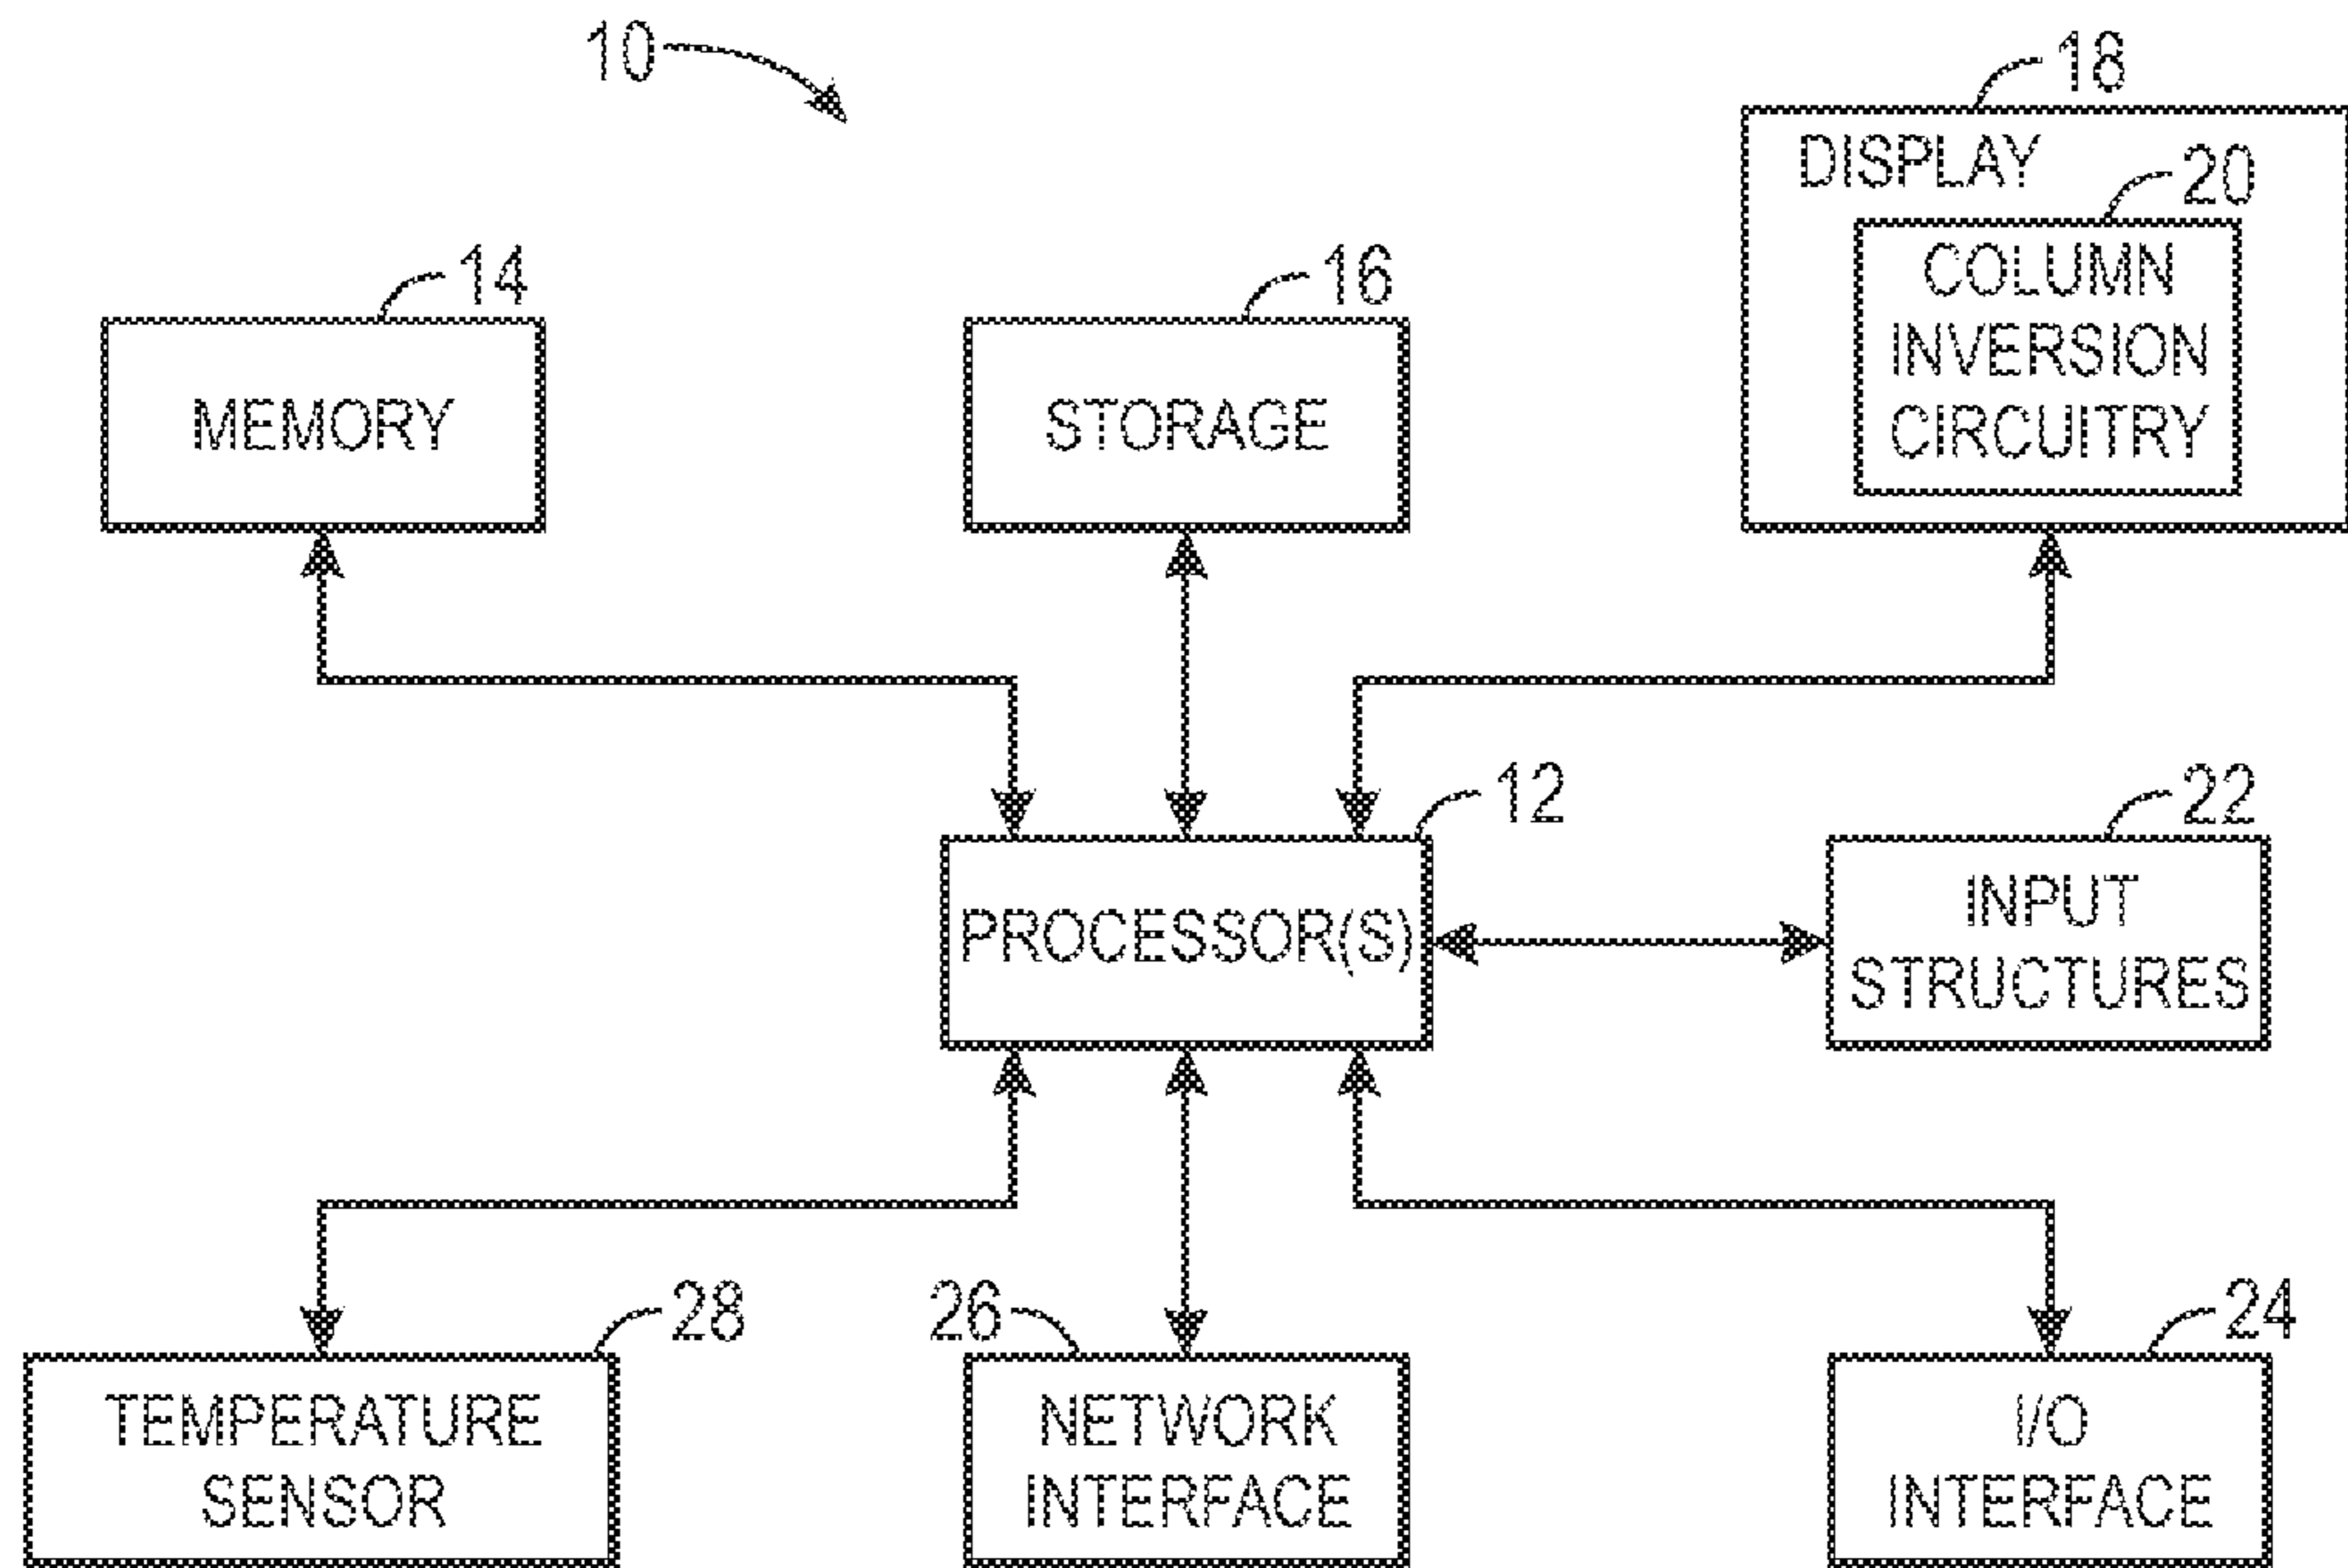 10
18
DISPLAY
20
COLUMN
INVERSION
CIRCUITRY
14
MEMORY
16
STORAGE
12
PROCESSOR(S)
22
INPUT
STRUCTURES
28
TEMPERATURE
SENSOR
26
NETWORK
INTERFACE
24
I/O
INTERFACE